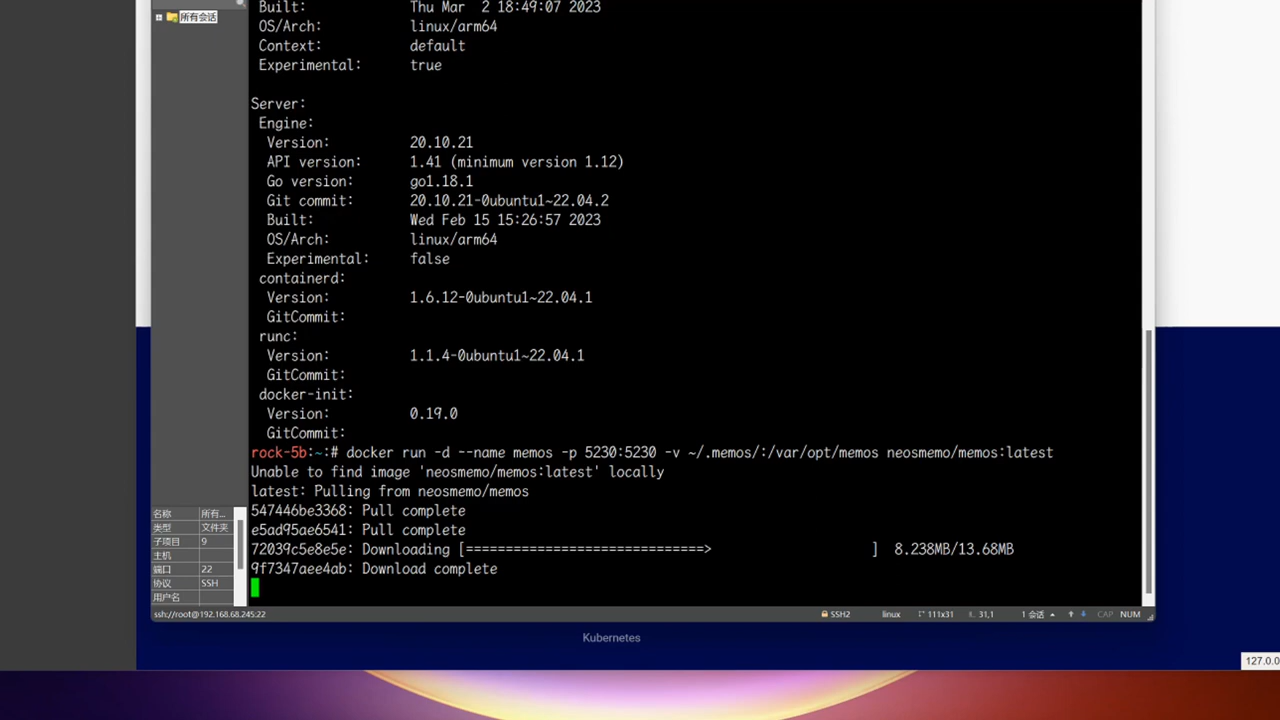 所有会话
Built: Thu Mar 2 18:49:07 2023
OS/Arch: linux/arm64
Context: default
Experimental: true
Server:
Engine:
Version: 20.10.21
API version: 1.41 (minimum version 1.12)
Go version: go1.18.1
Git commit: 20.10.21-0ubuntu1~22.04.2
Built: Wed Feb 15 15:26:57 2023
OS/Arch: linux/arm64
Experimental: false
containerd:
Version: 1.6.12-0ubuntu1~22.04.1
GitCommit:
runc:
Version: 1.1.4-0ubuntu1~22.04.1
GitCommit:
docker-init:
Version: 0.19.0
GitCommit:
rock-5b:~:# docker run -d --name memos -p 5230:5230 -v ~/.memos/:/var/opt/memos neosmemo/memos:latest
Unable to find image 'neosmemo/memos:latest' locally
latest: Pulling from neosmemo/memos
547446be3368: Pull complete
e5ad95ae6541: Pull complete
72039c5e8e5e: Downloading [==============================> ] 8.238MB/13.68MB
9f7347aee4ab: Download complete
名称 所有...
类型 文件夹
子项目 9
主机
端口 22
协议 SSH
用户名
ssh://root@192.168.68.245:22
SSH2 linux 111x31 31,1 1 会话 CAP NUM
Kubernetes
127.0.0